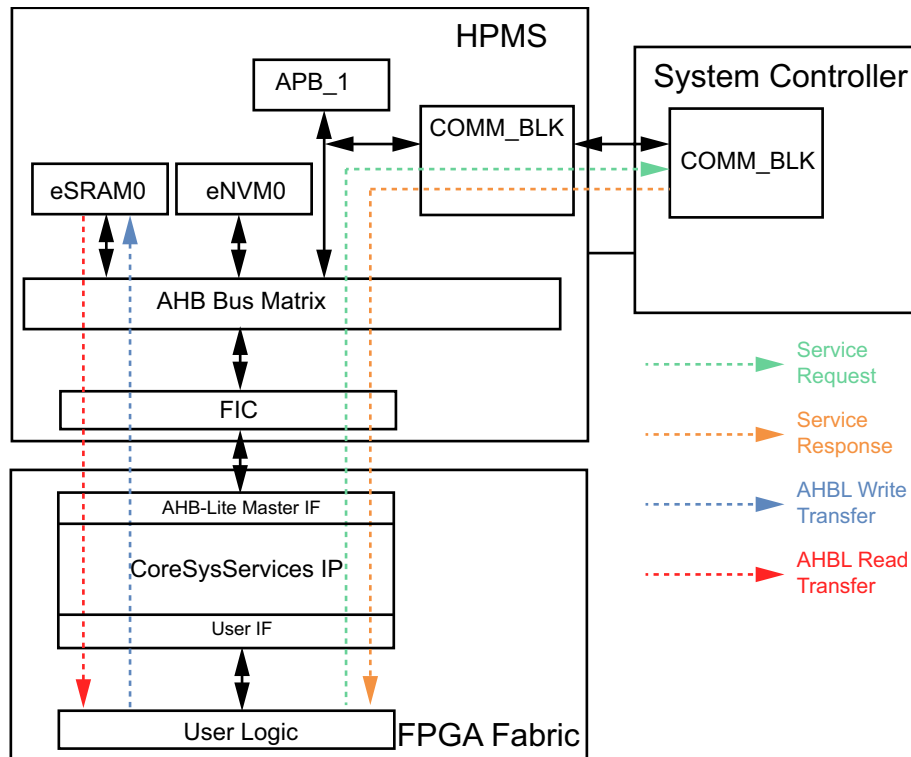 HPMS
System Controller
APB_1
COMM_BLK
COMM_BLK
eSRAM0
eNVM0
AHB Bus Matrix
FIC
Service
Request
Service
Response
AHBL Write
Transfer
AHBL Read
Transfer
AHB-Lite Master IF
CoreSysServices IP
User IF
User Logic
FPGA Fabric